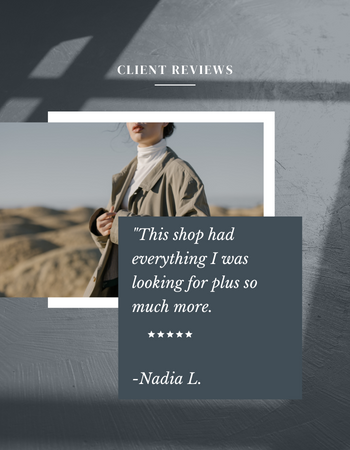 CLIENT REVIEWS
"This shop had
everything I was
looking for plus so
much more.
★★★★★
-Nadia L.